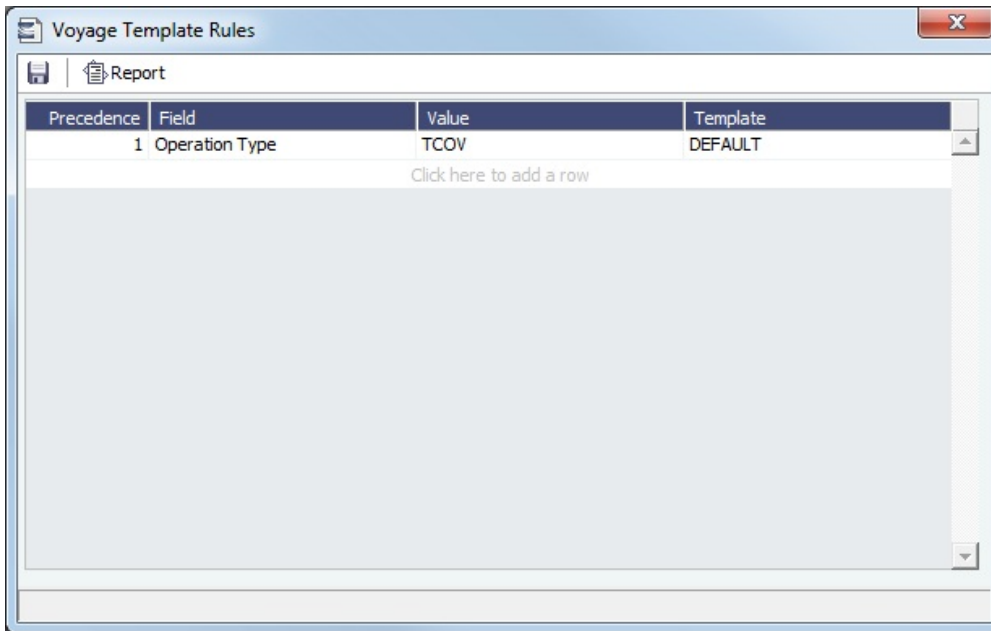 Voyage Template Rules
Report
Precedence Field Value Template
1 Operation Type TCOV DEFAULT
Click here to add a row